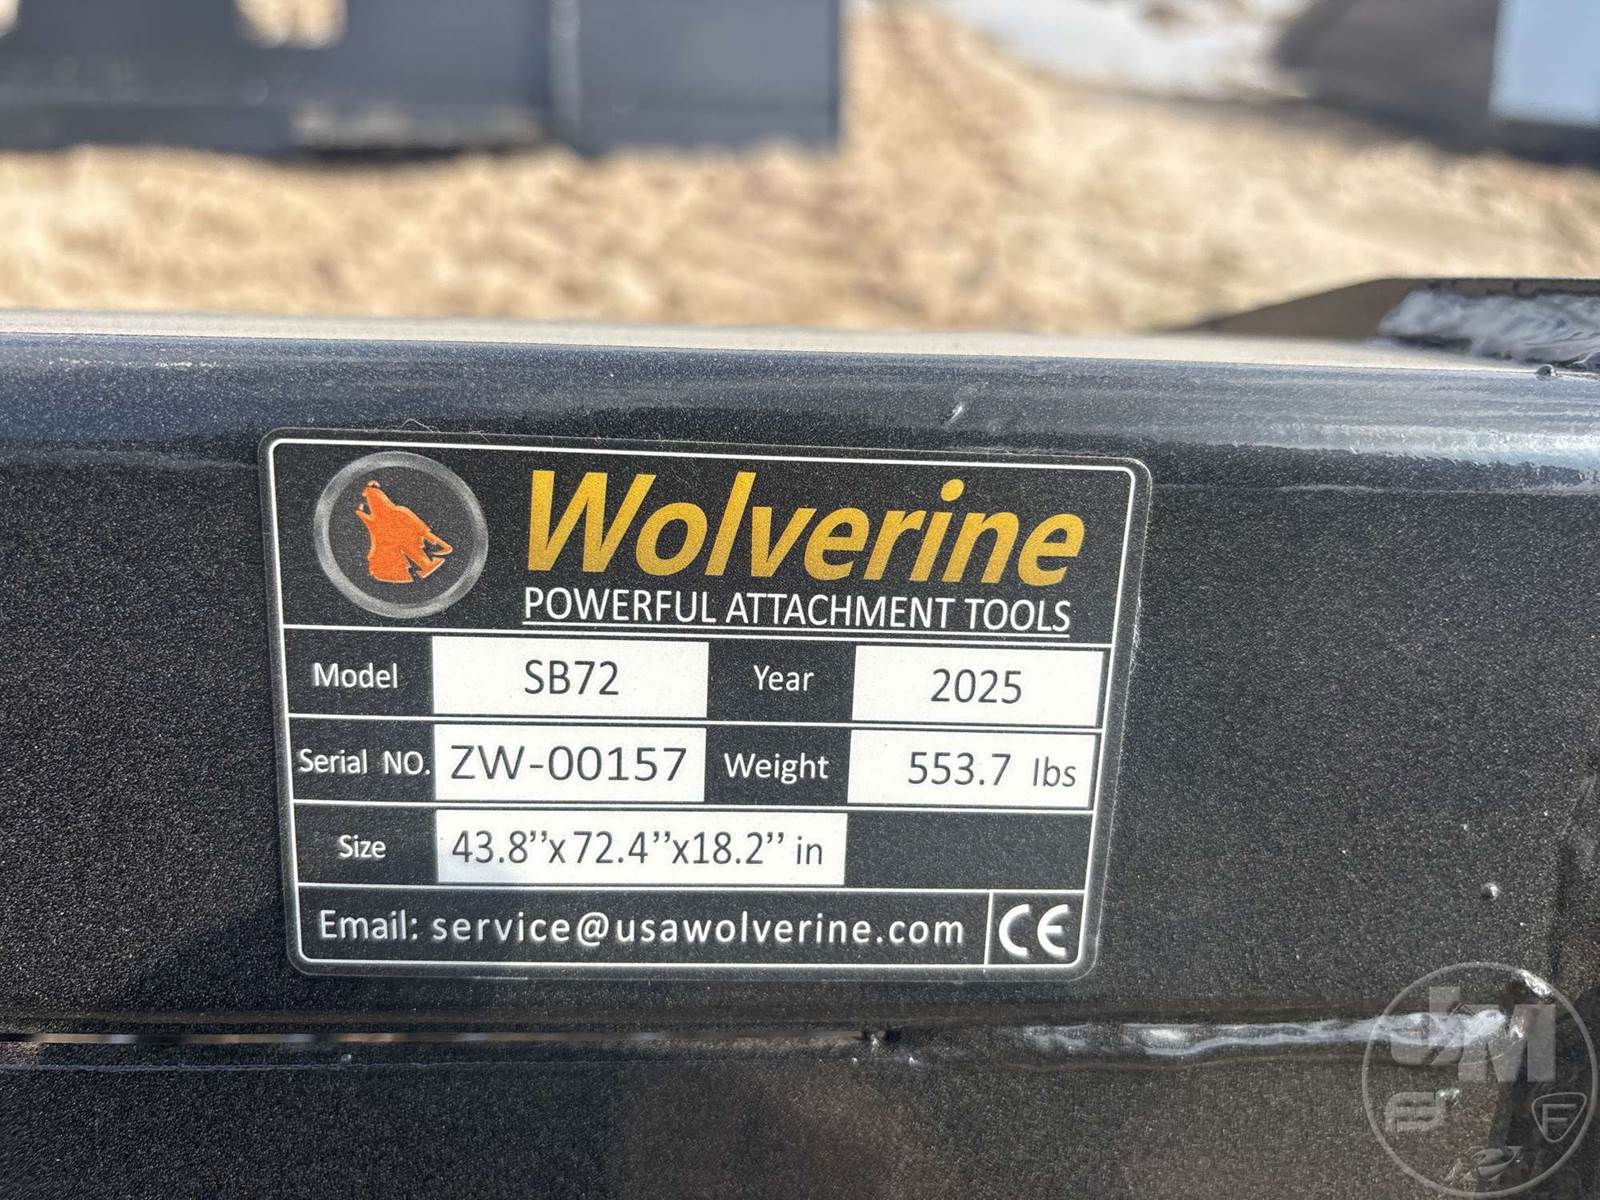 Wolverine
POWERFUL ATTACHMENT TOOLS
Model SB72 Year 2025
Serial NO. ZW-00157 Weight 553.7 lbs
Size 43.8”x72.4”x18.2” in
Email: service@usawolverine.com CE
JM
F